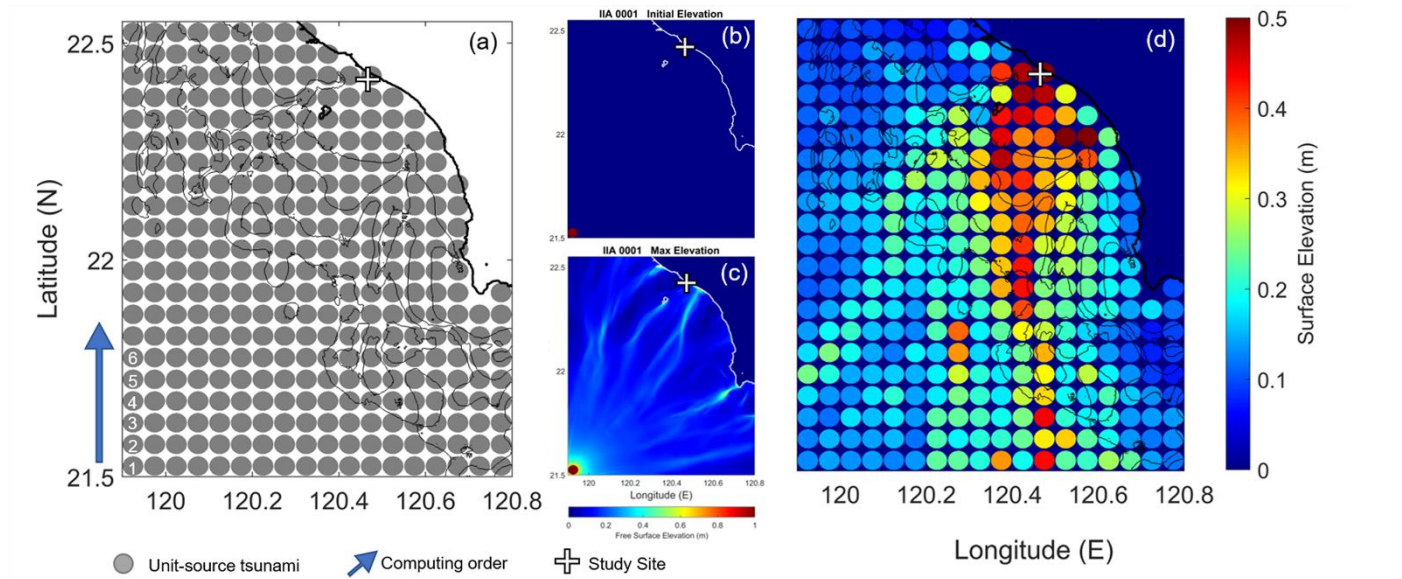 (a)
22.5
22
21.5
Latitude (N)
6
5
4
3
2
1
120 120.2 120.4 120.6 120.8
IIA 0001 Initial Elevation
(b)
22.5
22
21.5
IIA 0001 Max Elevation
(c)
22.5
22
21.5
120 120.2 120.4 120.6 120.8
Longitude (E)
0 0.2 0.4 0.6 0.8 1
Free Surface Elevation (m)
(d)
120 120.2 120.4 120.6 120.8
Longitude (E)
0.5
0.4
0.3
0.2
0.1
0
Surface Elevation (m)
Unit-source tsunami
Computing order
Study Site